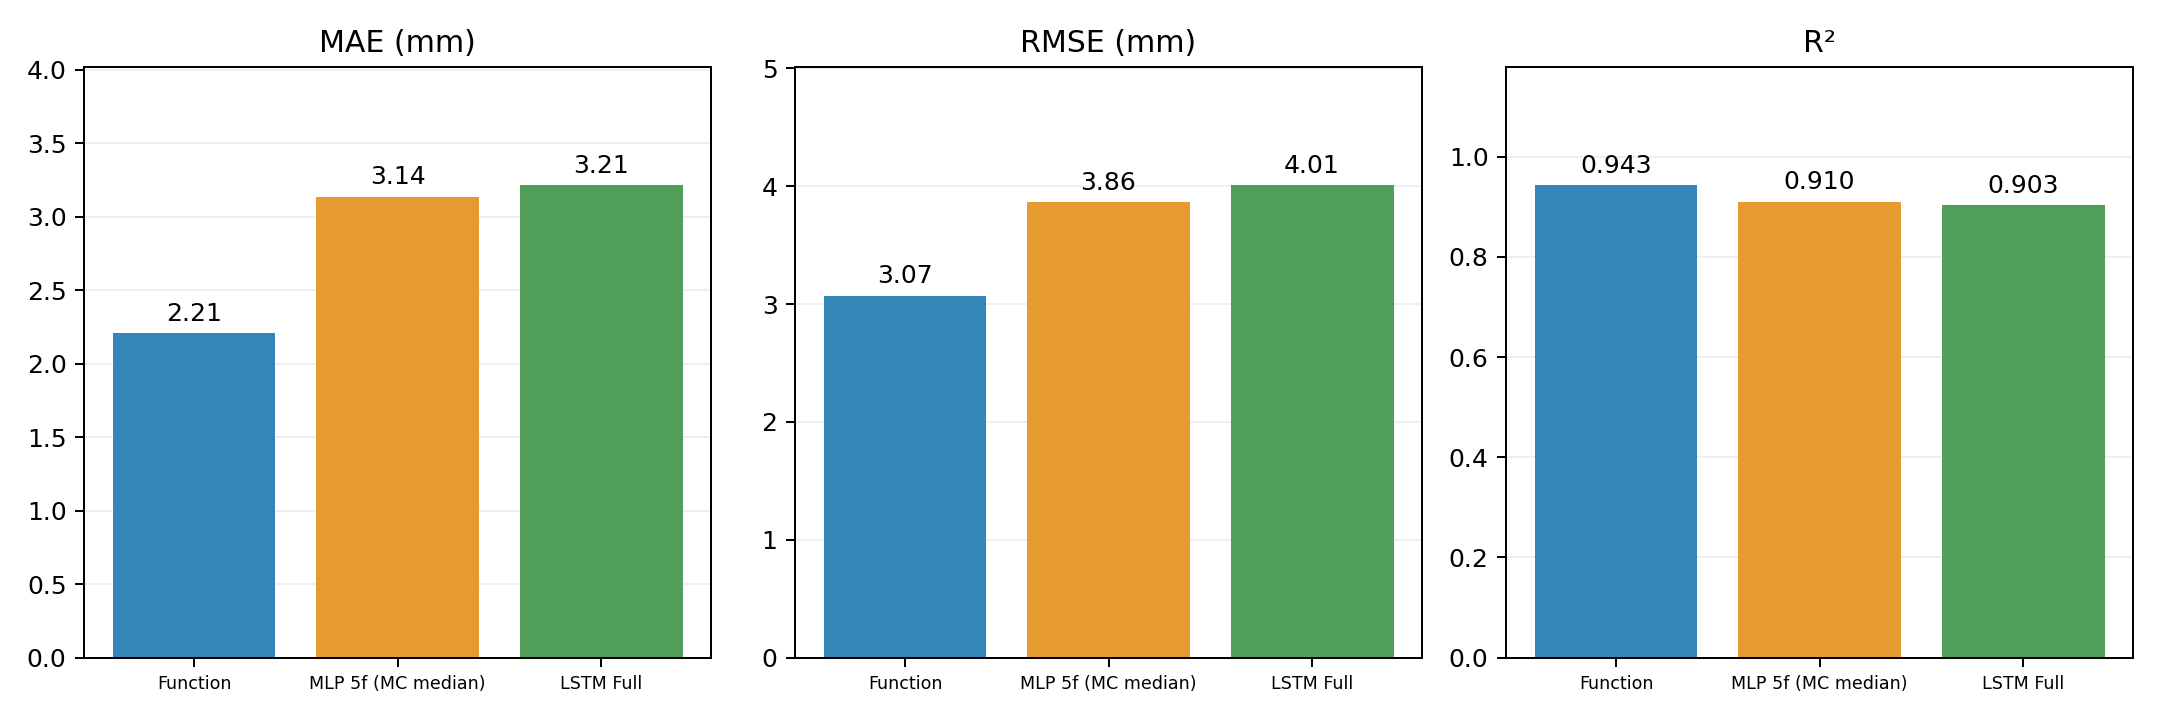 MAE (mm)
4.0
3.5
3.0
2.5
2.0
1.5
1.0
0.5
0.0
2.21
3.14
3.21
Function
MLP 5f (MC median)
LSTM Full
RMSE (mm)
5
4
3
2
1
0
3.07
3.86
4.01
Function
MLP 5f (MC median)
LSTM Full
R²
1.0
0.8
0.6
0.4
0.2
0.0
0.943
0.910
0.903
Function
MLP 5f (MC median)
LSTM Full